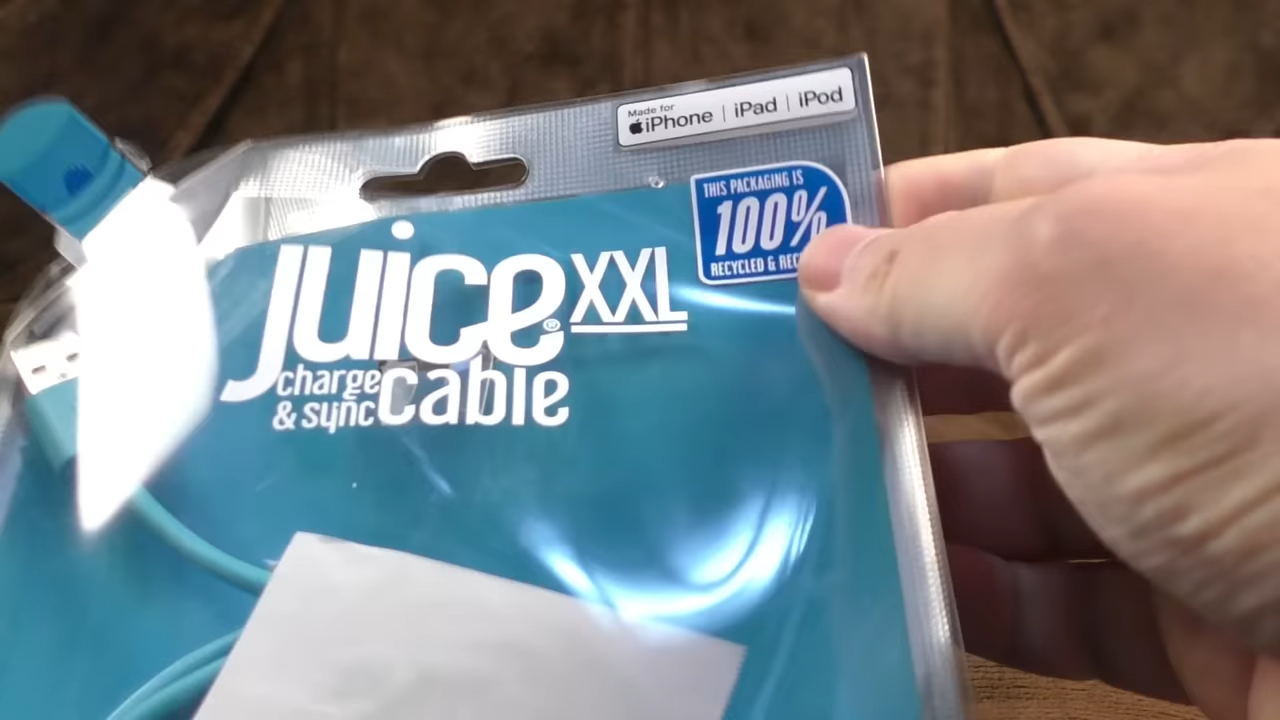 Made for
iPhone | iPad | iPod
THIS PACKAGING IS
100%
RECYCLED &
juice® XXL
charge & sync cable